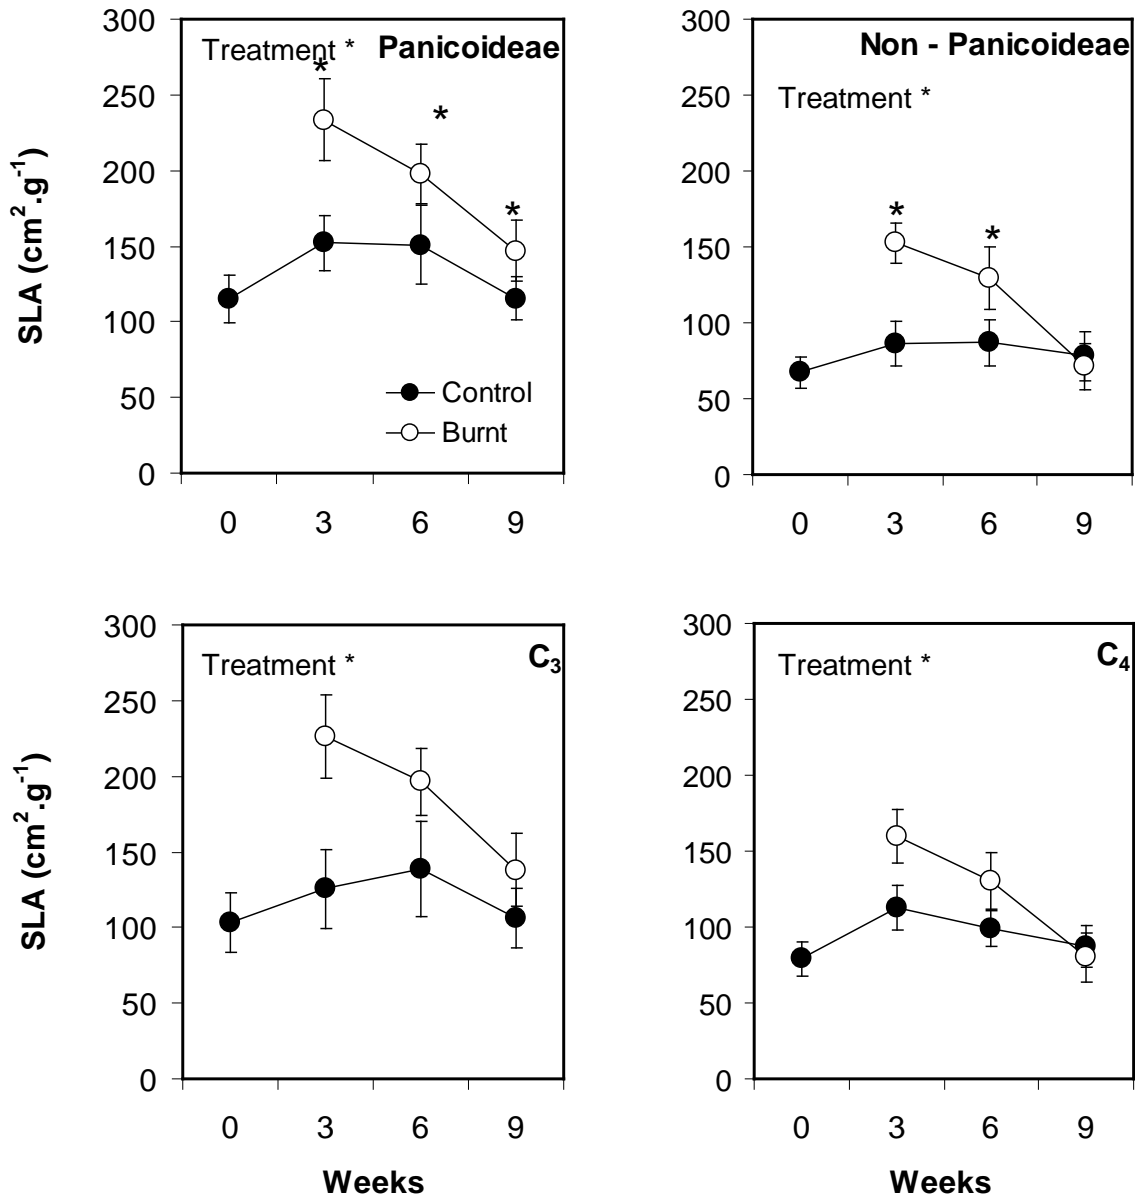 300
250
200
150
100
50
0
SLA (cm².g⁻¹)
Treatment *
Panicoideae
*
*
*
Control
Burnt
0 3 6 9
300
250
200
150
100
50
0
Non - Panicoideae
Treatment *
*
*
0 3 6 9
300
250
200
150
100
50
0
SLA (cm².g⁻¹)
Treatment *
C₃
0 3 6 9
Weeks
300
250
200
150
100
50
0
Treatment *
C₄
0 3 6 9
Weeks